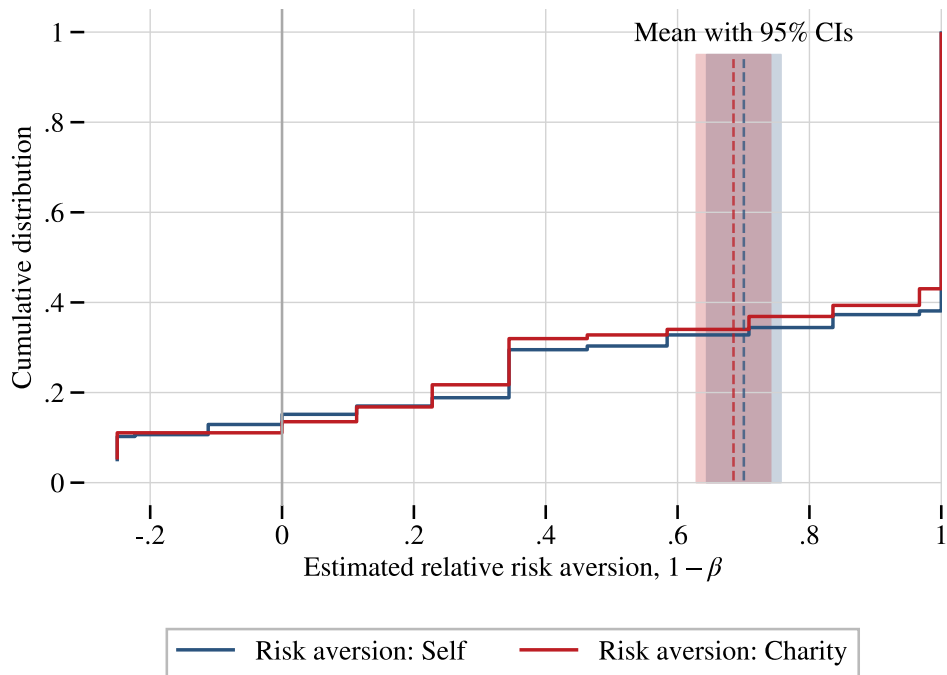 Mean with 95% CIs
1
.8
.6
.4
.2
0
Cumulative distribution
-.2 0 .2 .4 .6 .8 1
Estimated relative risk aversion, 1 − β
Risk aversion: Self Risk aversion: Charity